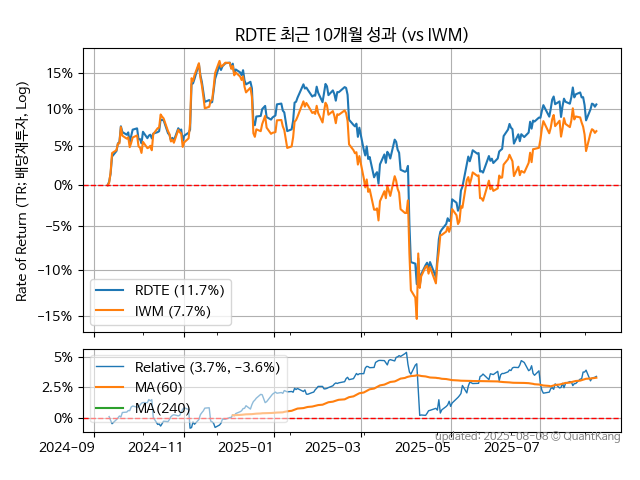 RDTE 최근 10개월 성과 (vs IWM)
Rate of Return (TR: 배당재투자, Log)
15%
10%
5%
0%
−5%
−10%
−15%
RDTE (11.7%)
IWM (7.7%)
5%
2.5%
0%
Relative (3.7%, −3.6%)
MA(60)
MA(240)
2024-09
2024-11
2025-01
2025-03
2025-05
2025-07
updated: 2025-08-08 © QuantKang